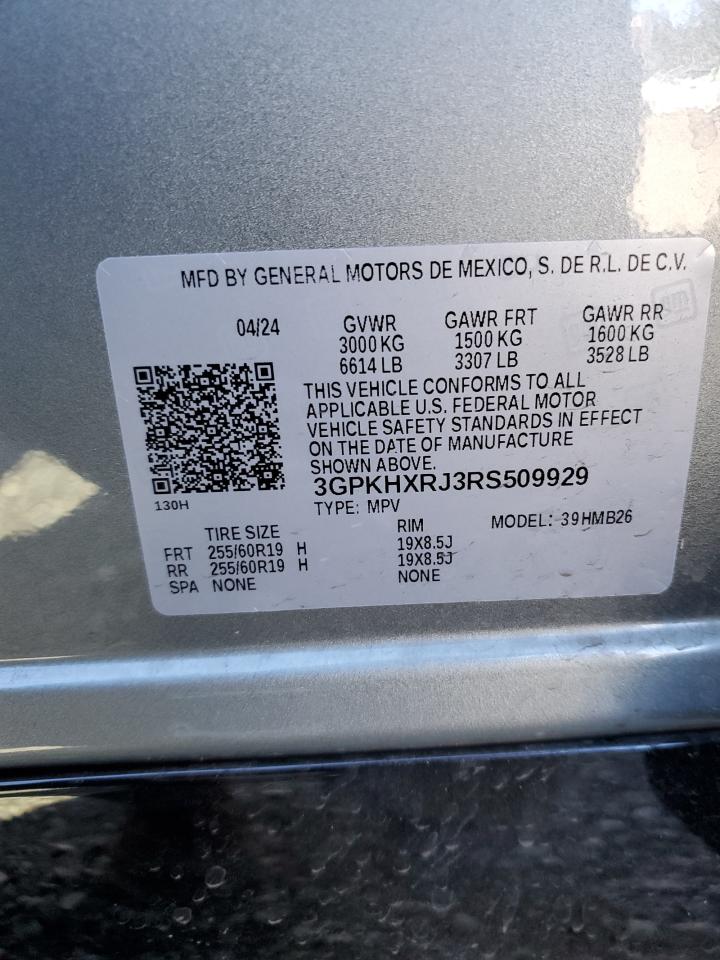 MFD BY GENERAL MOTORS DE MEXICO, S. DE R.L. DE C.V.
04/24 GVWR GAWR FRT GAWR RR
3000 KG 1500 KG 1600 KG
6614 LB 3307 LB 3528 LB
THIS VEHICLE CONFORMS TO ALL
APPLICABLE U.S. FEDERAL MOTOR
VEHICLE SAFETY STANDARDS IN EFFECT
ON THE DATE OF MANUFACTURE
SHOWN ABOVE.
3GPKHXRJ3RS509929
130H TYPE: MPV
TIRE SIZE RIM MODEL: 39HMB26
FRT 255/60R19 H 19X8.5J
RR 255/60R19 H 19X8.5J
SPA NONE NONE